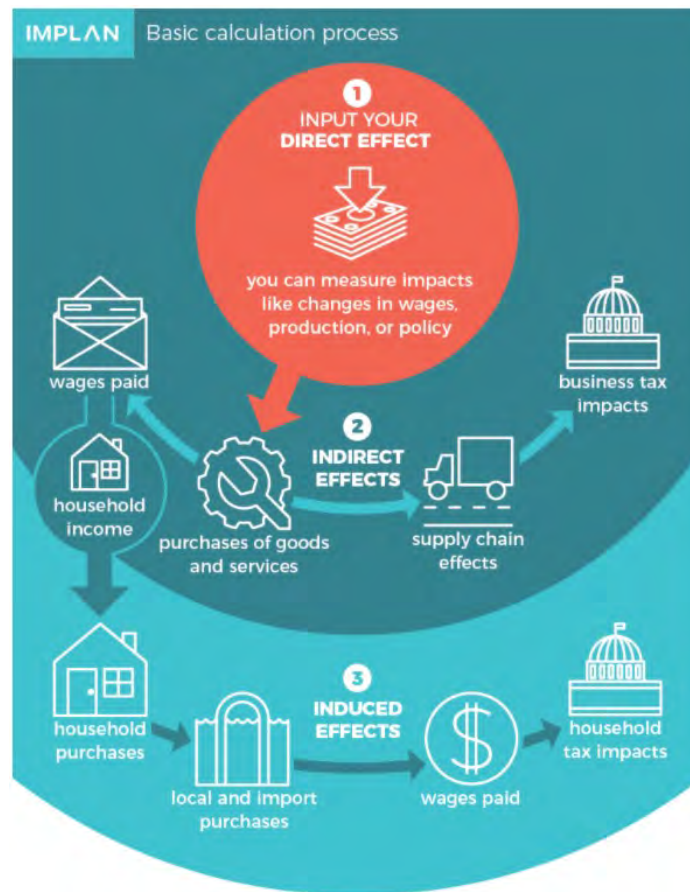 IMPLAN Basic calculation process
1
INPUT YOUR
DIRECT EFFECT
you can measure impacts
like changes in wages,
production, or policy
wages paid
business tax
impacts
household
income
2
INDIRECT
EFFECTS
purchases of goods
and services
supply chain
effects
household
purchases
3
INDUCED
EFFECTS
local and import
purchases
wages paid
household
tax impacts